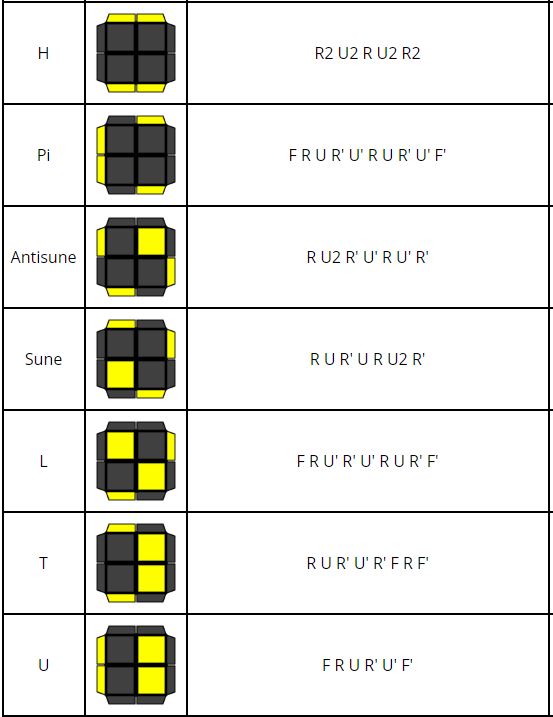 H R2 U2 R U2 R2
Pi F R U R' U' R U R' U' F'
Antisune R U2 R' U' R U' R'
Sune R U R' U R U2 R'
L F R U' R' U' R U R' F'
T R U R' U' R' F R F'
U F R U R' U' F'